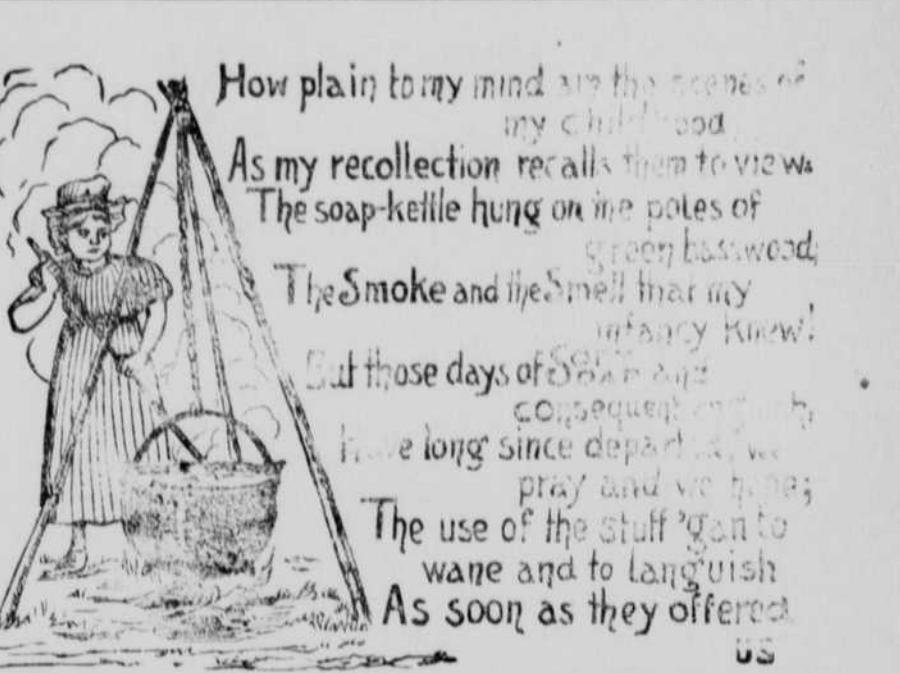 How plain to my mind are the scenes of
my childhood
As my recollection recalls them to view.
The soap-kettle hung on the poles of
green basswood;
The Smoke and the Smell that my
infancy Knew!
But those days of Soap and
consequent
Have long since departed, we
pray and we hope;
The use of the stuff 'gan to
wane and to languish
As soon as they offered
us